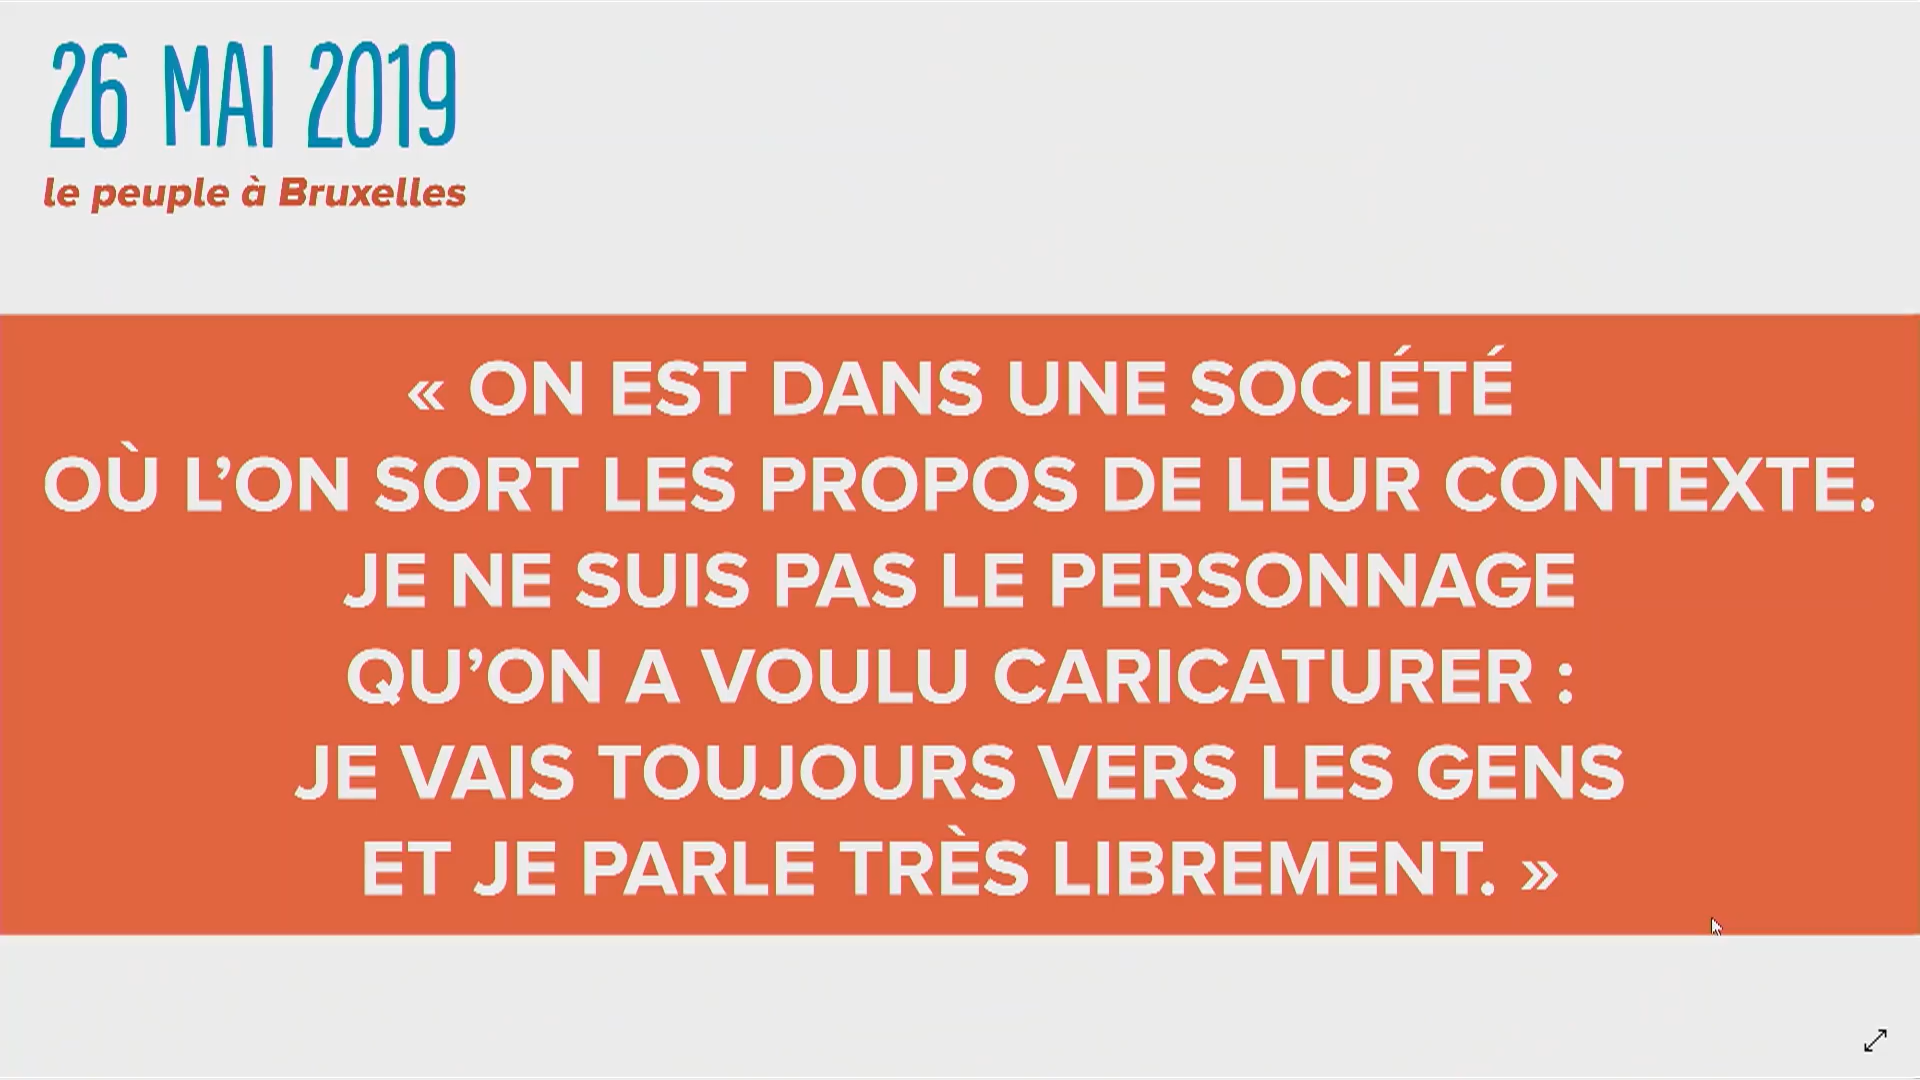 26 MAI 2019
le peuple à Bruxelles
« ON EST DANS UNE SOCIÉTÉ
OÙ L’ON SORT LES PROPOS DE LEUR CONTEXTE.
JE NE SUIS PAS LE PERSONNAGE
QU’ON A VOULU CARICATURER :
JE VAIS TOUJOURS VERS LES GENS
ET JE PARLE TRÈS LIBREMENT. »